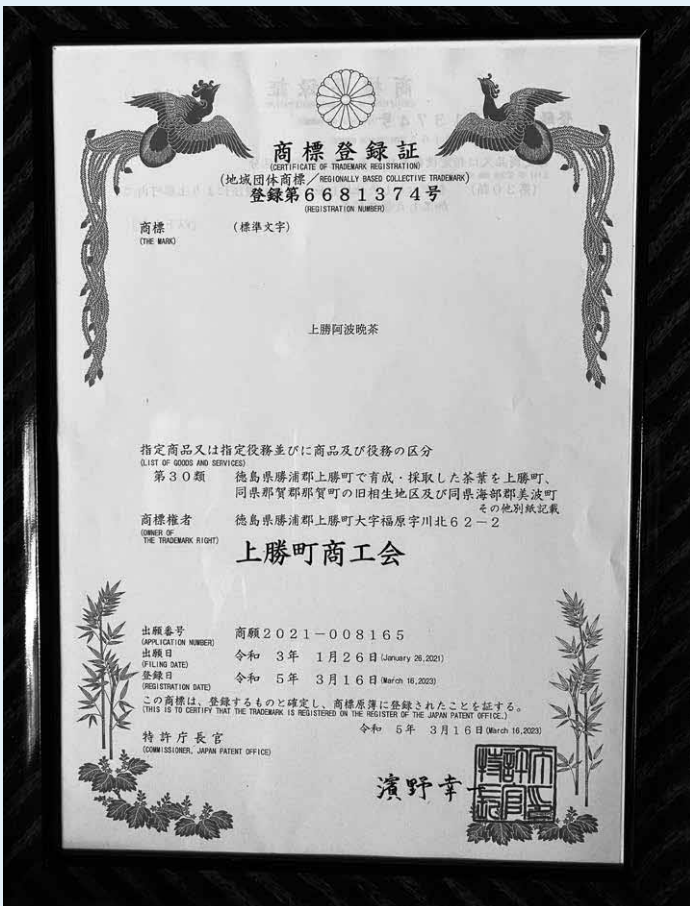 商標登録証
(CERTIFICATE OF TRADEMARK REGISTRATION)
(地域団体商標／REGIONALLY BASED COLLECTIVE TRADEMARK)
登録第6681374号
(REGISTRATION NUMBER)
商標 (標準文字)
(THE MARK)
上勝阿波晩茶
指定商品又は指定役務並びに商品及び役務の区分
(LIST OF GOODS AND SERVICES)
第30類 徳島県勝浦郡上勝町で育成・採取した茶葉を上勝町、
同県那賀郡那賀町の旧相生地区及び同県海部郡美波町
その他別紙記載
商標権者 徳島県勝浦郡上勝町大字福原字川北62－2
(OWNER OF
THE TRADEMARK RIGHT)
上勝町商工会
出願番号 商願2021－008165
(APPLICATION NUMBER)
出願日 令和 3年 1月26日(January 26,2021)
(FILING DATE)
登録日 令和 5年 3月16日(March 16,2023)
(REGISTRATION DATE)
この商標は、登録するものと確定し、商標原簿に登録されたことを証する。
(THIS IS TO CERTIFY THAT THE TRADEMARK IS REGISTERED ON THE REGISTER OF THE JAPAN PATENT OFFICE.)
令和 5年 3月16日(March 16,2023)
特許庁長官
(COMMISSIONER, JAPAN PATENT OFFICE)
濱野幸一